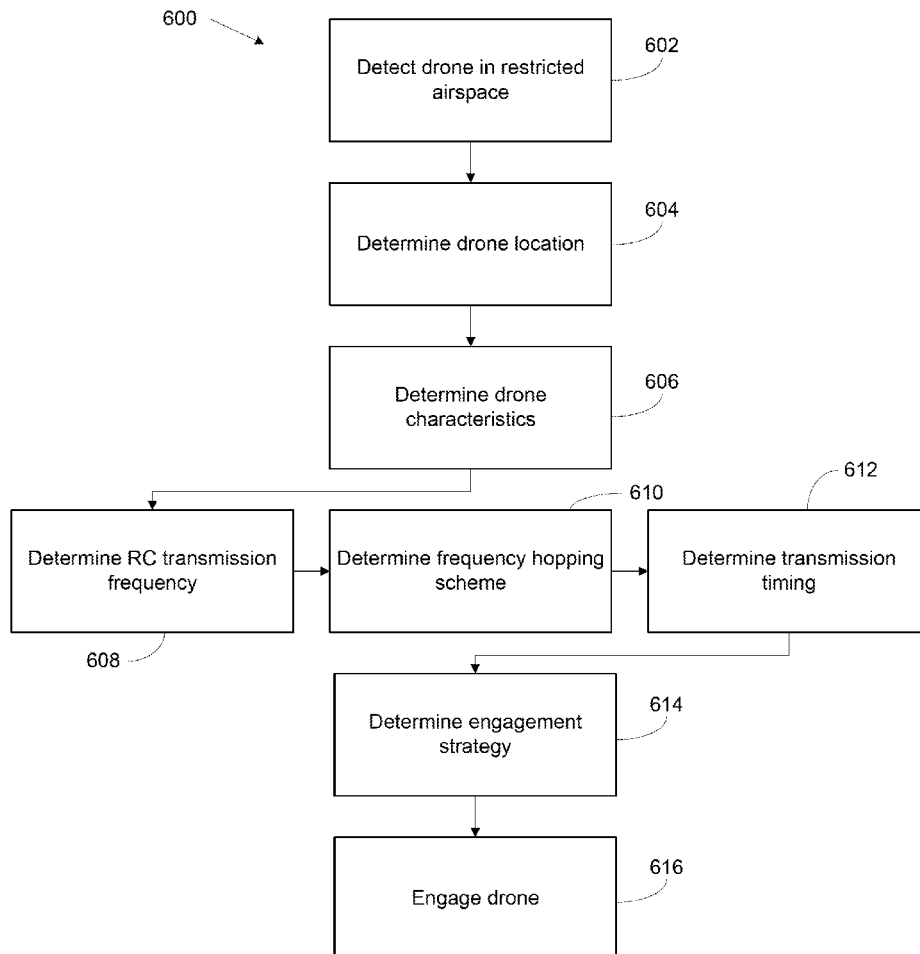 600
Detect drone in restricted
airspace
602
Determine drone location
604
Determine drone
characteristics
606
Determine RC transmission
frequency
608
Determine frequency hopping
scheme
610
Determine transmission
timing
612
Determine engagement
strategy
614
Engage drone
616